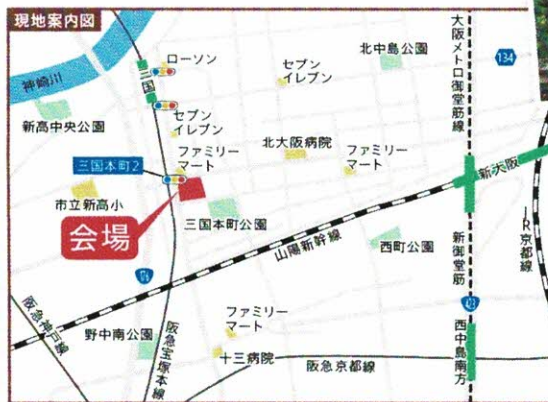 現地案内図
神崎川
三国
ローソン
セブン
イレブン
北中島公園
大阪メトロ御堂筋線
134
新高中央公園
セブン
イレブン
ファミリー
マート
北大阪病院
ファミリー
マート
三国本町2
新大阪
市立新高小
会場
三国本町公園
山陽新幹線
西町公園
新御堂筋
JR京都線
176
423
阪急神戸線
野中南公園
阪急宝塚本線
ファミリー
マート
十三病院
阪急京都線
西中島南方